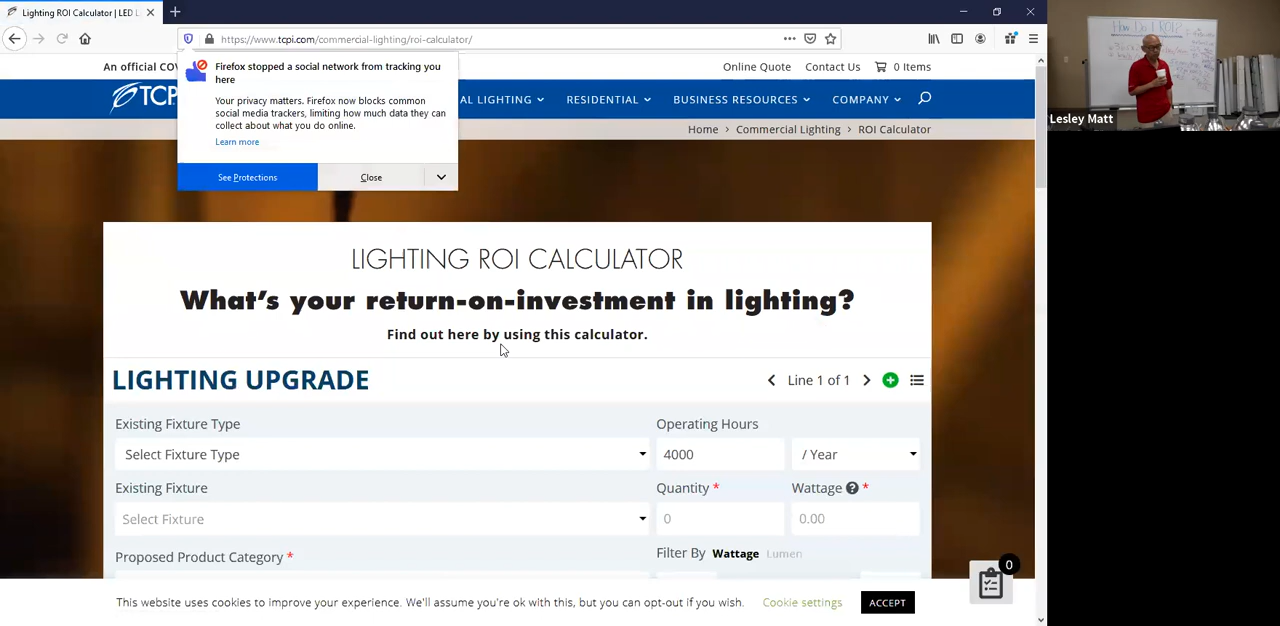 Lighting ROI Calculator | LED L
https://www.tcpi.com/commercial-lighting/roi-calculator/
An official COV
Online Quote
Contact Us
0 Items
Firefox stopped a social network from tracking you
here
Your privacy matters. Firefox now blocks common
social media trackers, limiting how much data they can
collect about what you do online.
Learn more
See Protections
Close
TCP
AL LIGHTING
RESIDENTIAL
BUSINESS RESOURCES
COMPANY
Home > Commercial Lighting > ROI Calculator
How Do I ROI?
Lesley Matt
LIGHTING ROI CALCULATOR
What's your return-on-investment in lighting?
Find out here by using this calculator.
LIGHTING UPGRADE
Line 1 of 1
Existing Fixture Type
Operating Hours
Select Fixture Type
4000
/ Year
Existing Fixture
Quantity *
Wattage ? *
Select Fixture
0
0.00
Proposed Product Category *
Filter By Wattage Lumen
0
This website uses cookies to improve your experience. We'll assume you're ok with this, but you can opt-out if you wish.
Cookie settings
ACCEPT